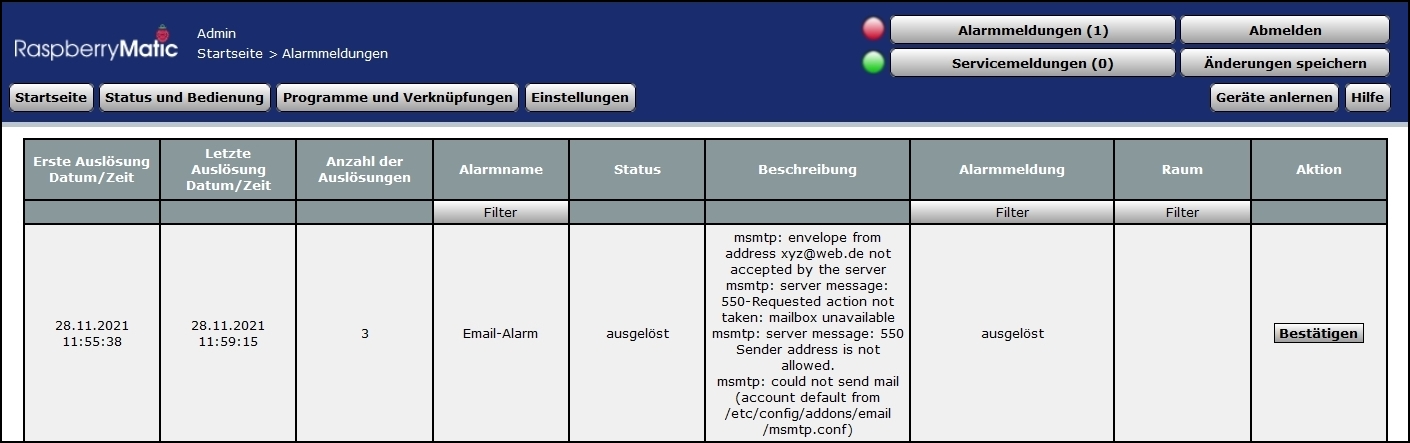 RaspberryMatic
Admin
Startseite > Alarmmeldungen
Alarmmeldungen (1)
Abmelden
Servicemeldungen (0)
Änderungen speichern
Startseite
Status und Bedienung
Programme und Verknüpfungen
Einstellungen
Geräte anlernen
Hilfe
Erste Auslösung
Datum/Zeit
Letzte
Auslösung
Datum/Zeit
Anzahl der
Auslösungen
Alarmname
Status
Beschreibung
Alarmmeldung
Raum
Aktion
Filter
Filter
Filter
28.11.2021
11:55:38
28.11.2021
11:59:15
3
Email-Alarm
ausgelöst
msmtp: envelope from
address xyz@web.de not
accepted by the server
msmtp: server message:
550-Requested action not
taken: mailbox unavailable
msmtp: server message: 550
Sender address is not
allowed.
msmtp: could not send mail
(account default from
/etc/config/addons/email
/msmtp.conf)
ausgelöst
Bestätigen